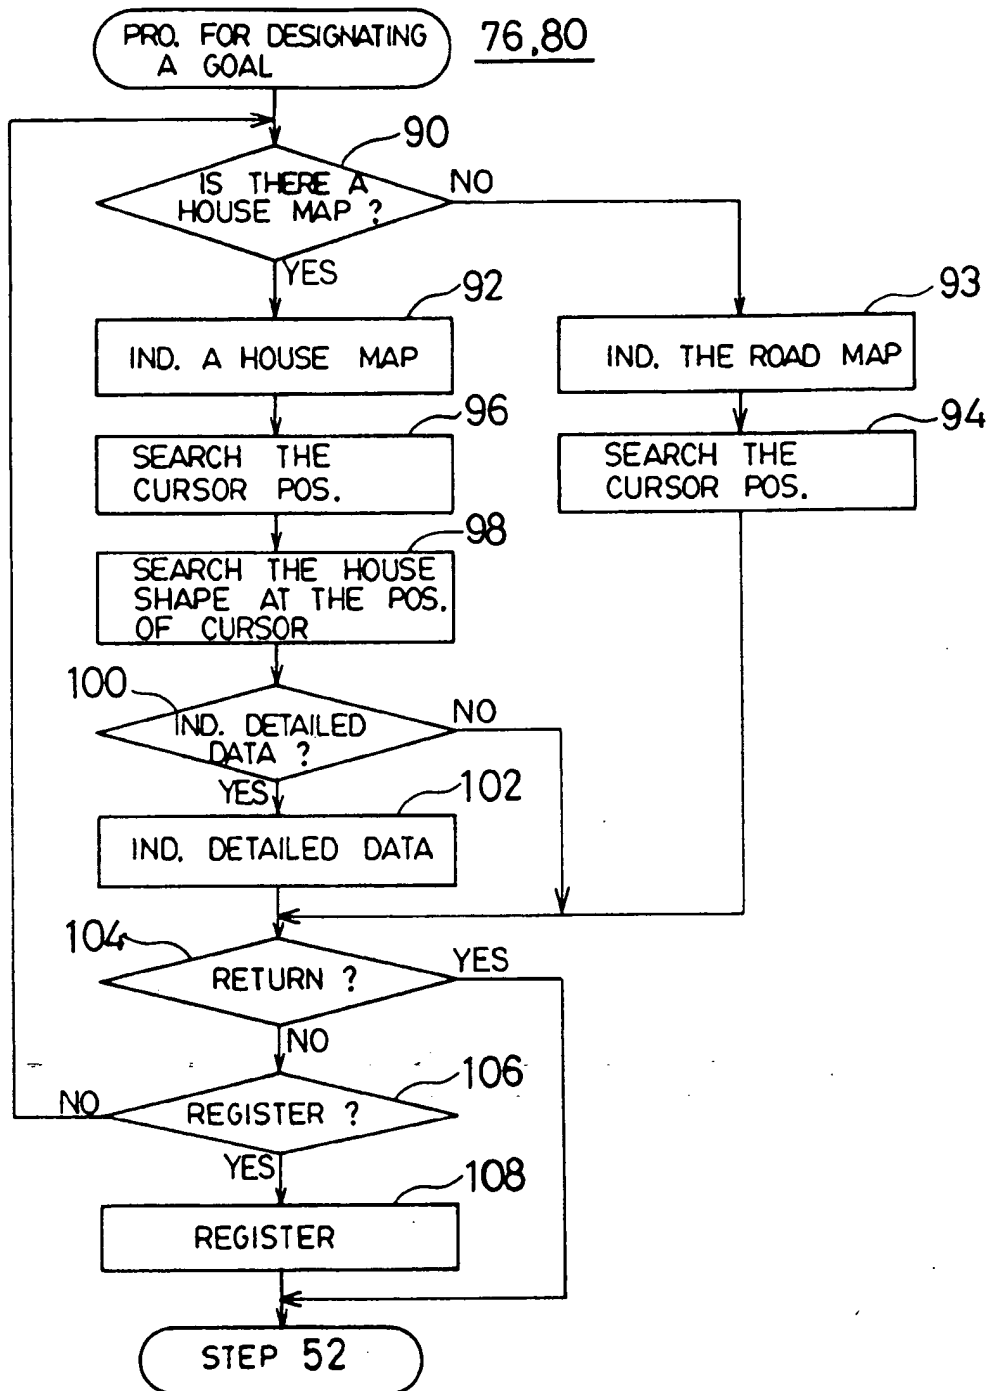 PRO. FOR DESIGNATING
A GOAL
76,80
90
IS THERE A
HOUSE MAP ?
NO
YES
92
IND. A HOUSE MAP
93
IND. THE ROAD MAP
96
SEARCH THE
CURSOR POS.
94
SEARCH THE
CURSOR POS.
98
SEARCH THE HOUSE
SHAPE AT THE POS.
OF CURSOR
100
IND. DETAILED
DATA ?
NO
YES
102
IND. DETAILED DATA
104
RETURN ?
YES
NO
106
REGISTER ?
NO
YES
108
REGISTER
STEP 52